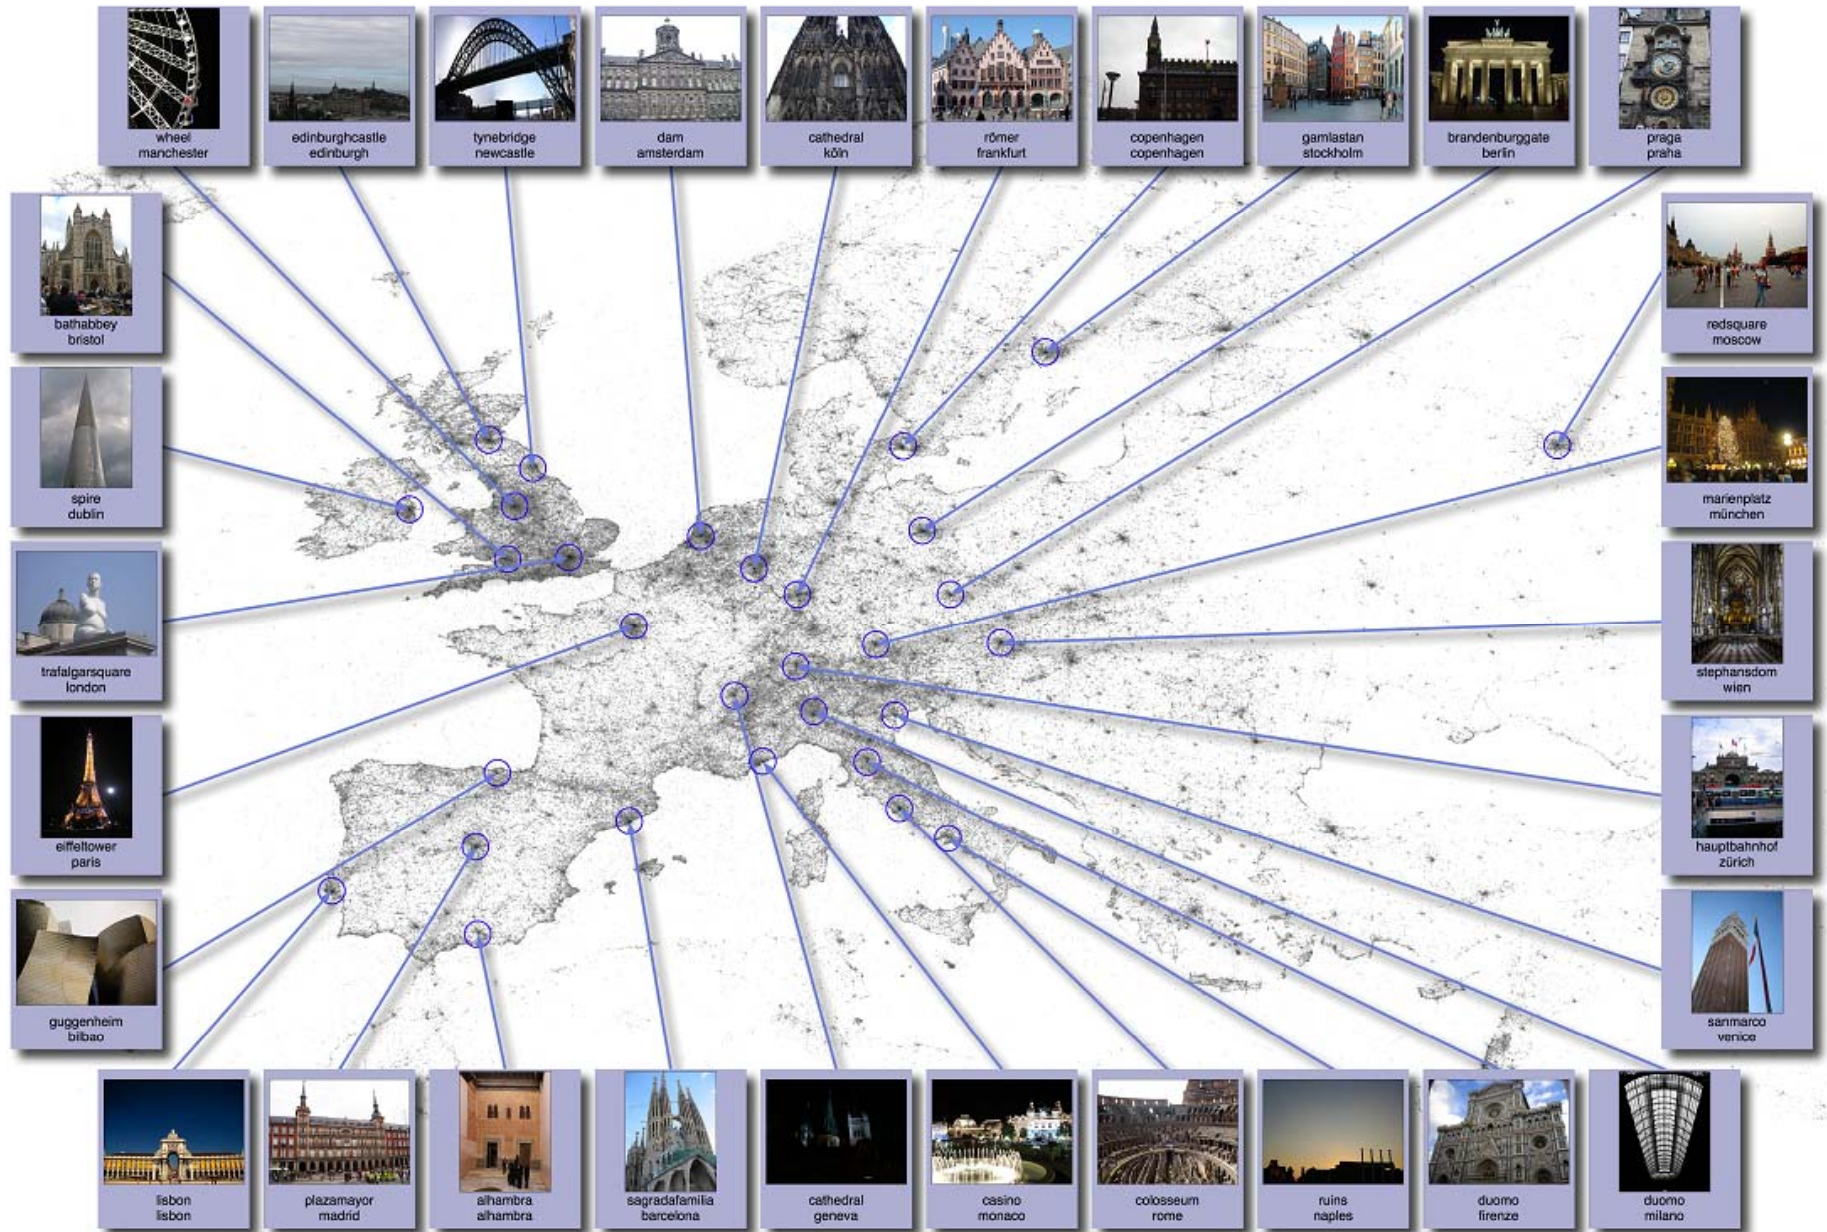 wheel
manchester
edinburghcastle
edinburgh
tynebridge
newcastle
dam
amsterdam
cathedral
köln
römer
frankfurt
copenhagen
copenhagen
gamlastan
stockholm
brandenburggate
berlin
praga
praha
bathabbey
bristol
redsquare
moscow
spire
dublin
marienplatz
münchen
trafalgarsquare
london
stephansdom
wien
eiffeltower
paris
hauptbahnhof
zürich
guggenheim
bilbao
sanmarco
venice
lisbon
lisbon
plazamayor
madrid
alhambra
alhambra
sagradafamilia
barcelona
cathedral
geneva
casino
monaco
colosseum
rome
ruins
naples
duomo
firenze
duomo
milano